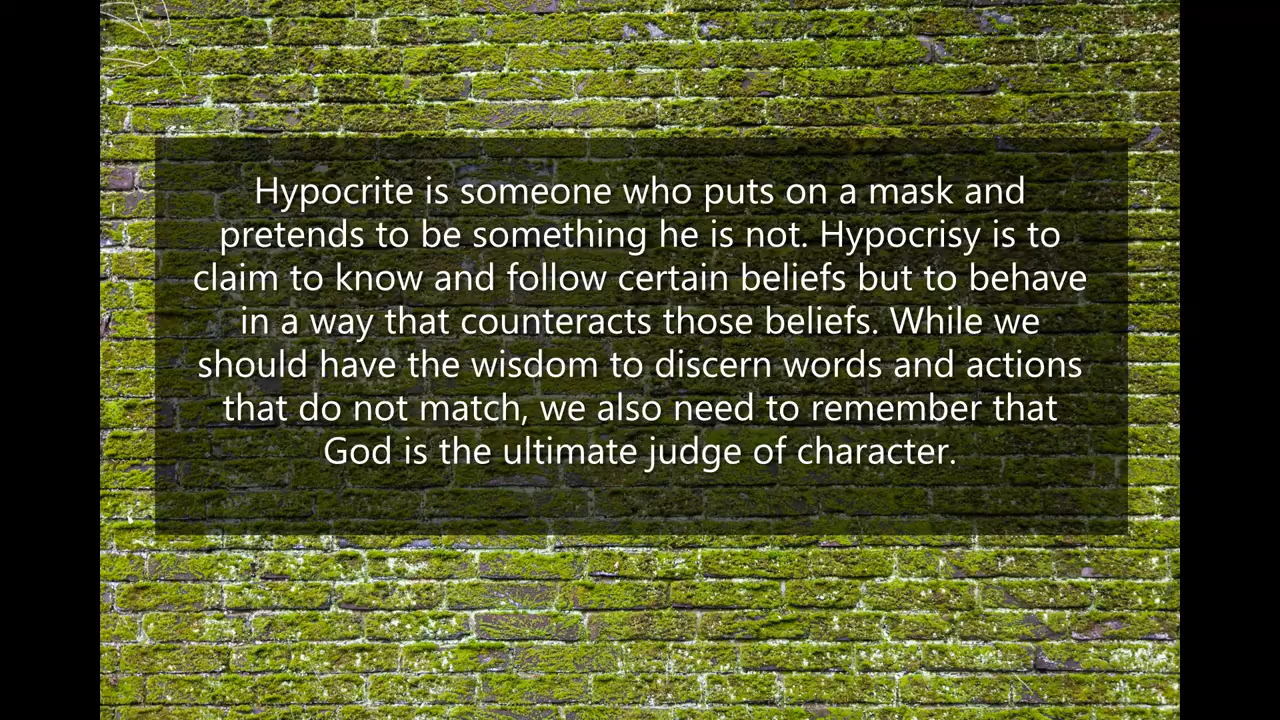 Hypocrite is someone who puts on a mask and
pretends to be something he is not. Hypocrisy is to
claim to know and follow certain beliefs but to behave
in a way that counteracts those beliefs. While we
should have the wisdom to discern words and actions
that do not match, we also need to remember that
God is the ultimate judge of character.